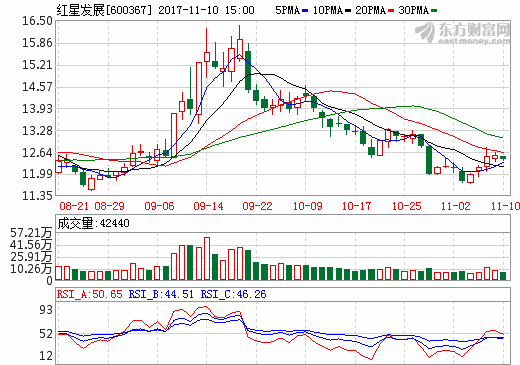 红星发展[600367] 2017-11-10 15:00 5PMA 10PMA 20PMA 30PMA
东方财富网
eastmoney.com
16.50
15.86
15.21
14.57
13.93
13.28
12.64
11.99
11.35
08-21 08-29 09-06 09-14 09-22 10-09 10-17 10-25 11-02 11-10
成交量:42440
57.21万
41.56万
25.91万
10.26万
0
RSI_A:50.65 RSI_B:44.51 RSI_C:46.26
93
52
12